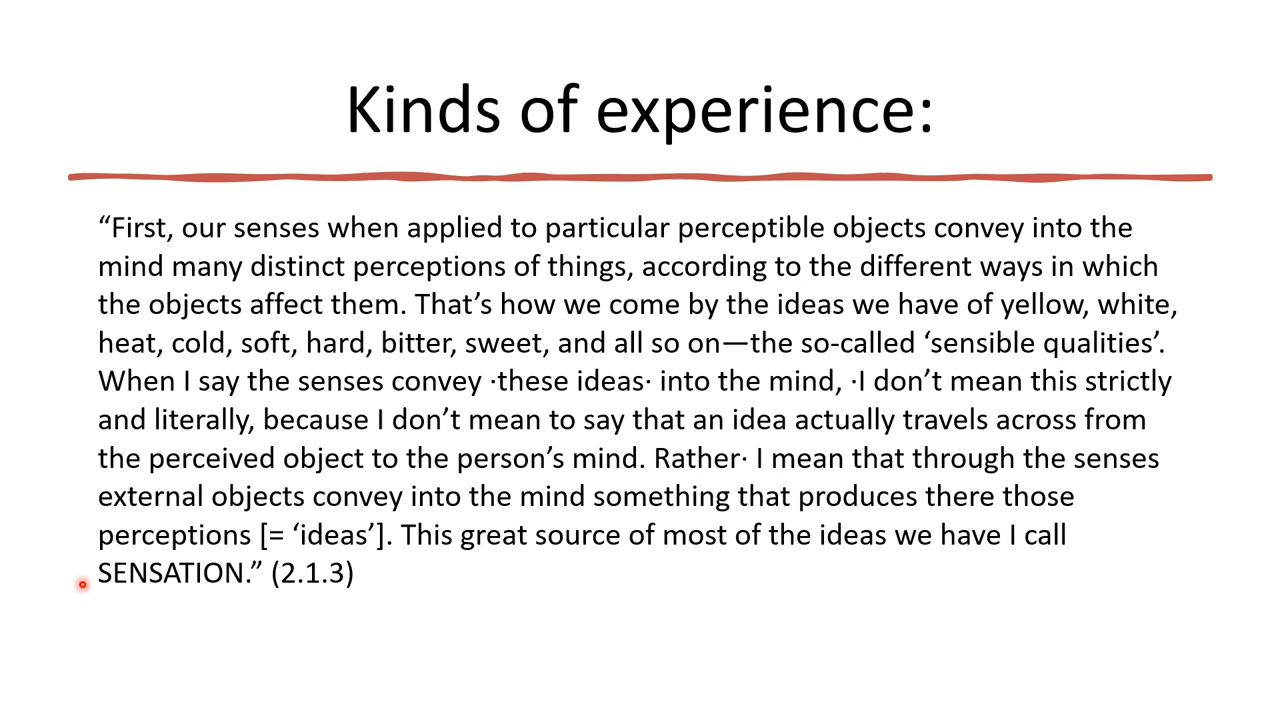 Kinds of experience:
“First, our senses when applied to particular perceptible objects convey into the
mind many distinct perceptions of things, according to the different ways in which
the objects affect them. That’s how we come by the ideas we have of yellow, white,
heat, cold, soft, hard, bitter, sweet, and all so on—the so-called ‘sensible qualities’.
When I say the senses convey ·these ideas· into the mind, ·I don’t mean this strictly
and literally, because I don’t mean to say that an idea actually travels across from
the perceived object to the person’s mind. Rather· I mean that through the senses
external objects convey into the mind something that produces there those
perceptions [= ‘ideas’]. This great source of most of the ideas we have I call
SENSATION.” (2.1.3)